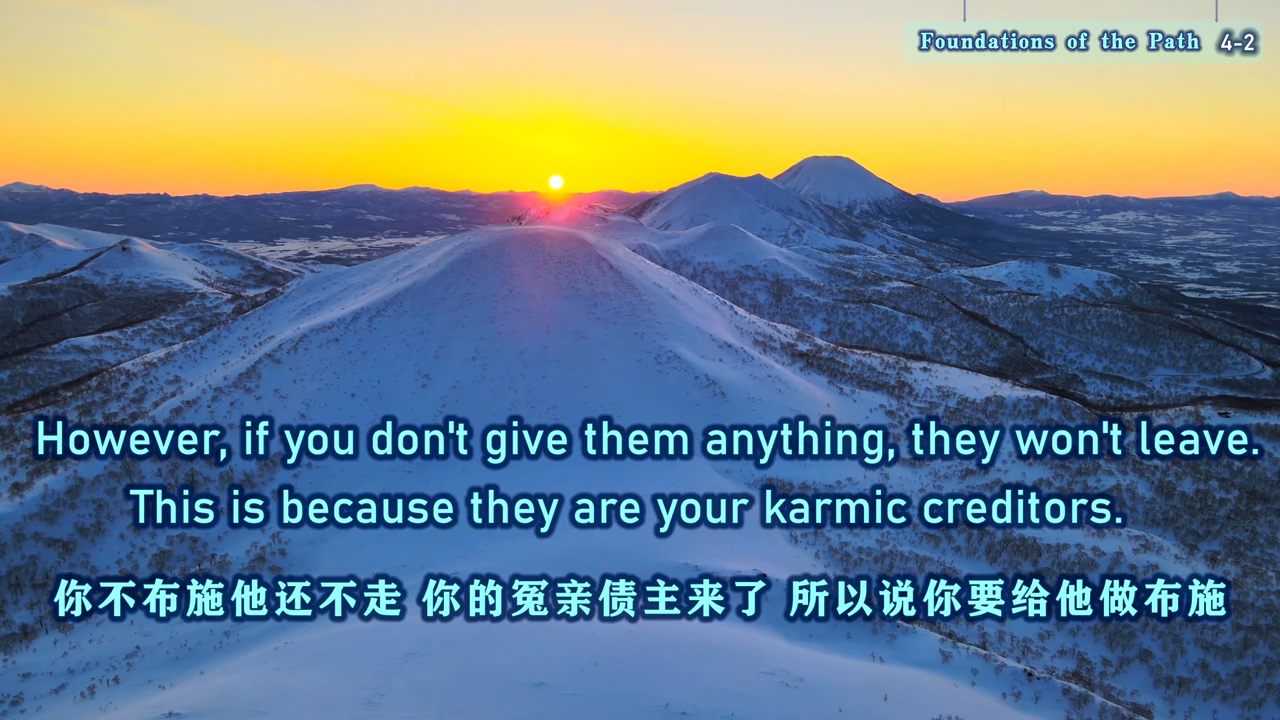 Foundations of the Path 4-2
However, if you don't give them anything, they won't leave.
This is because they are your karmic creditors.
你不布施他还不走 你的冤亲债主来了 所以说你要给他做布施